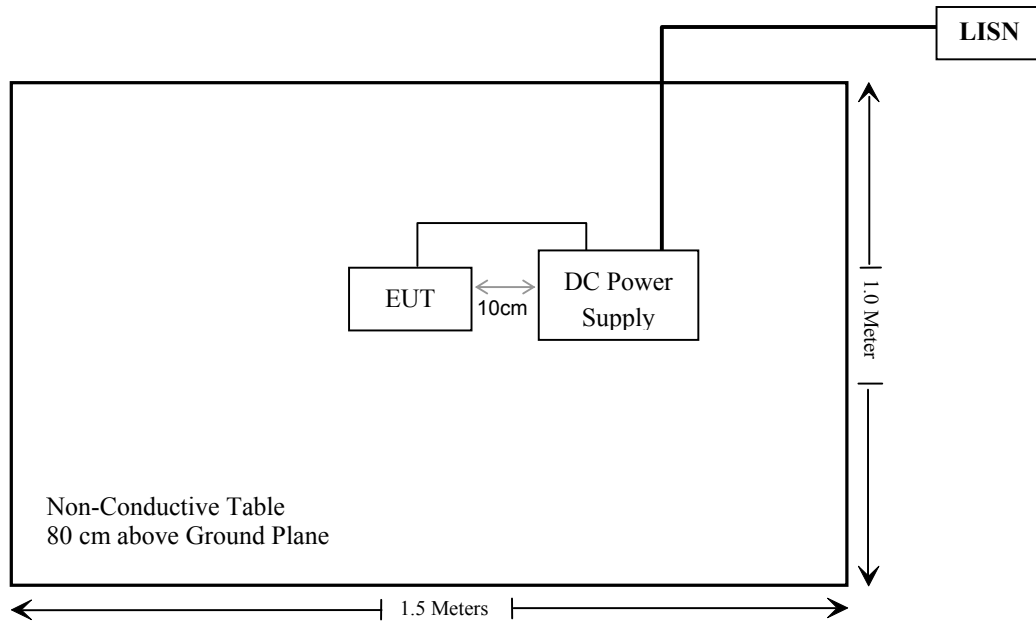 LISN
EUT
10cm
DC Power
Supply
1.0 Meter
Non-Conductive Table
80 cm above Ground Plane
1.5 Meters